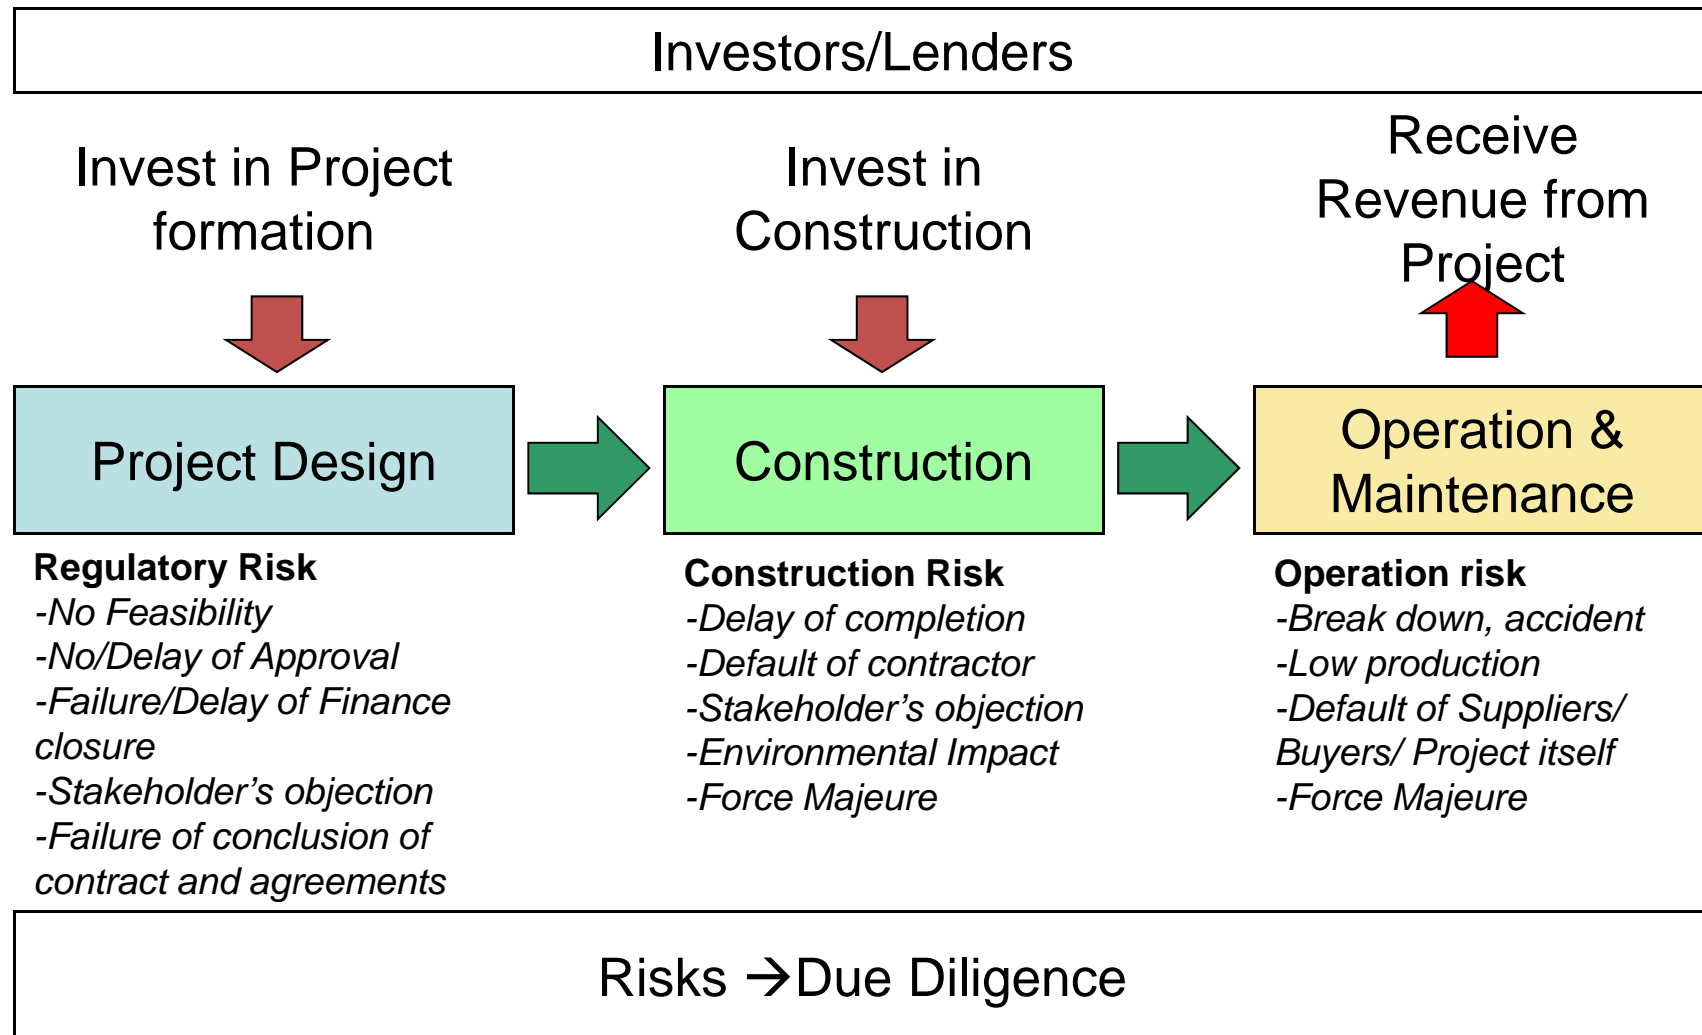 Investors/Lenders
Invest in Project
formation
Invest in
Construction
Receive
Revenue from
Project
Project Design
Construction
Operation &
Maintenance
Regulatory Risk
-No Feasibility
-No/Delay of Approval
-Failure/Delay of Finance
closure
-Stakeholder’s objection
-Failure of conclusion of
contract and agreements
Construction Risk
-Delay of completion
-Default of contractor
-Stakeholder’s objection
-Environmental Impact
-Force Majeure
Operation risk
-Break down, accident
-Low production
-Default of Suppliers/
Buyers/ Project itself
-Force Majeure
Risks →Due Diligence